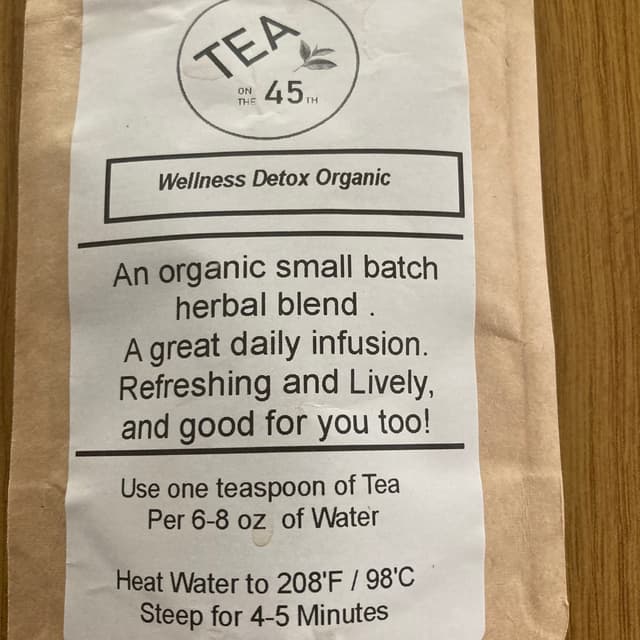 TEA
ON
THE 45TH
Wellness Detox Organic
An organic small batch
herbal blend .
A great daily infusion.
Refreshing and Lively,
and good for you too!
Use one teaspoon of Tea
Per 6-8 oz of Water
Heat Water to 208'F / 98'C
Steep for 4-5 Minutes